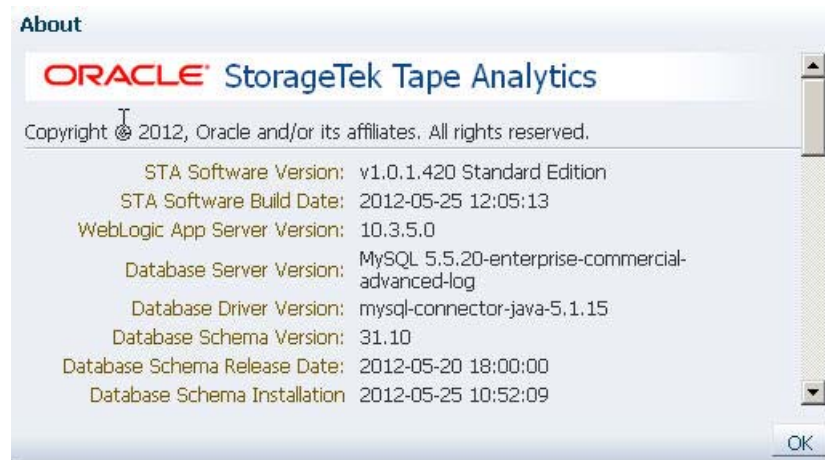 About
ORACLE StorageTek Tape Analytics
Copyright © 2012, Oracle and/or its affiliates. All rights reserved.
STA Software Version: v1.0.1.420 Standard Edition
STA Software Build Date: 2012-05-25 12:05:13
WebLogic App Server Version: 10.3.5.0
Database Server Version: MySQL 5.5.20-enterprise-commercial-
advanced-log
Database Driver Version: mysql-connector-java-5.1.15
Database Schema Version: 31.10
Database Schema Release Date: 2012-05-20 18:00:00
Database Schema Installation 2012-05-25 10:52:09
OK